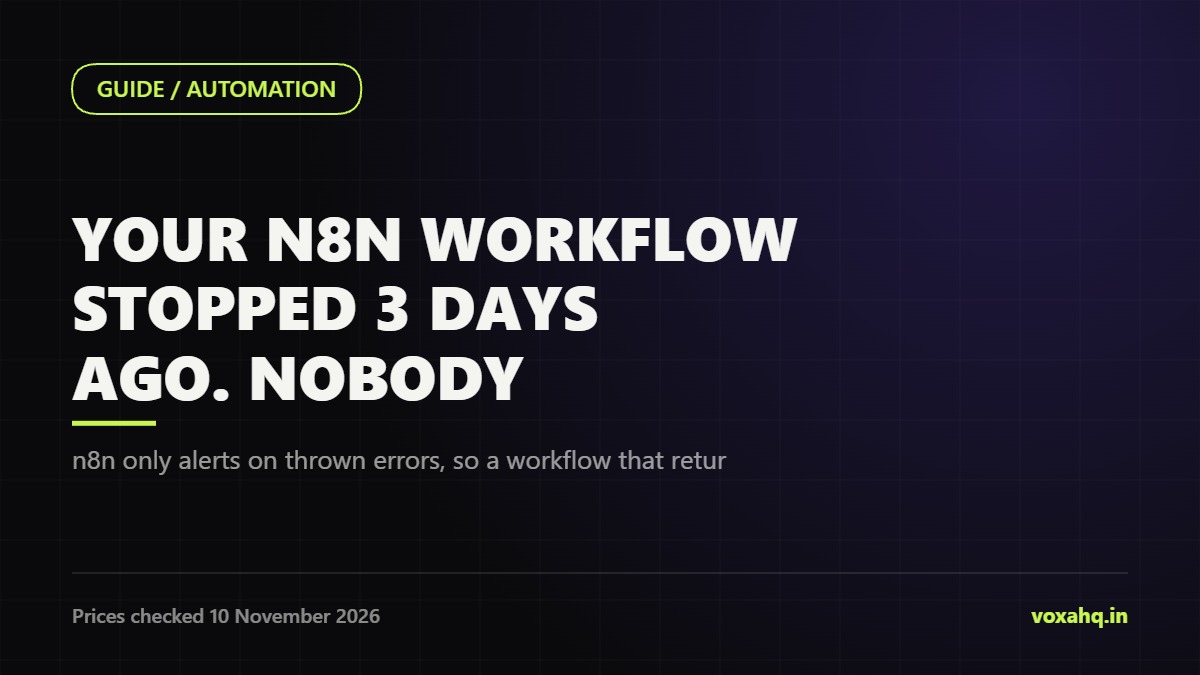 GUIDE / AUTOMATION
YOUR N8N WORKFLOW
STOPPED 3 DAYS
AGO. NOBODY
n8n only alerts on thrown errors, so a workflow that retur
Prices checked 10 November 2026
voxahq.in